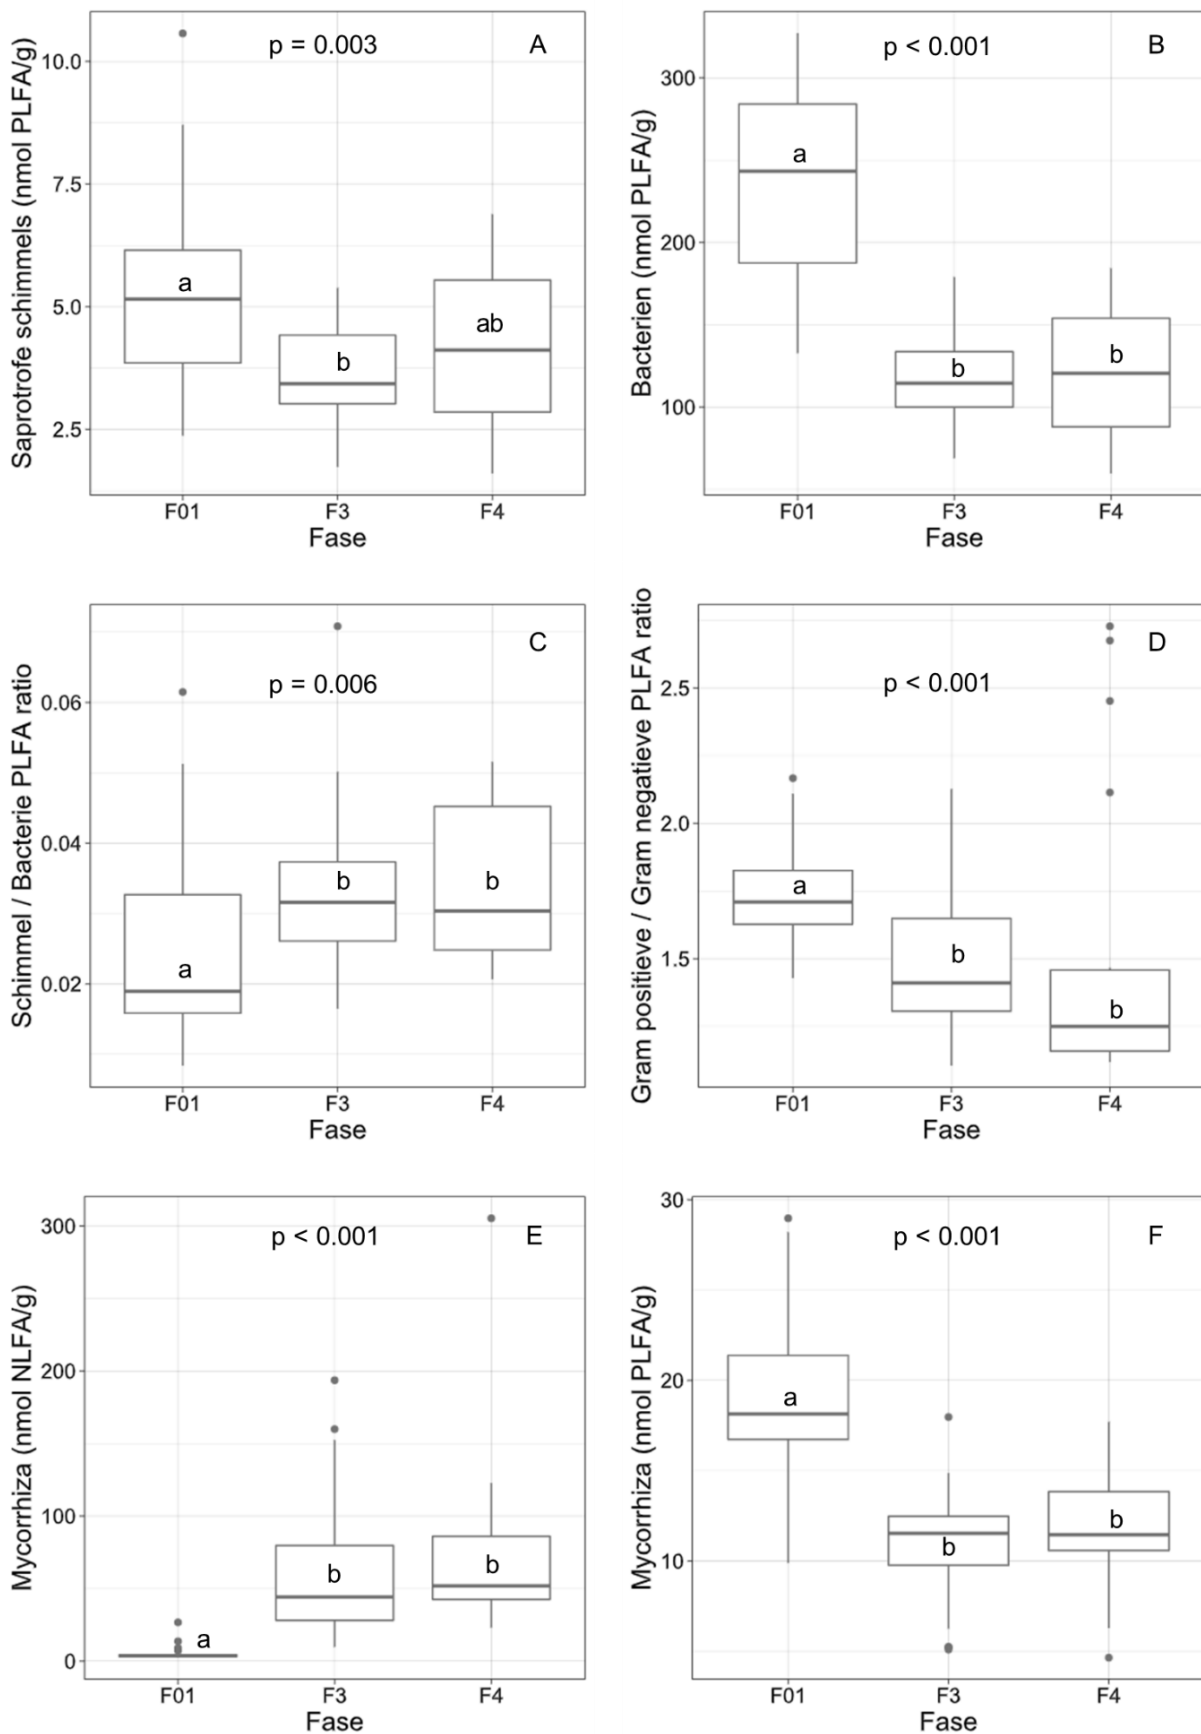 Saprotrofe schimmels (nmol PLFA/g)
p = 0.003
A
10.0
7.5
5.0
2.5
a
b
ab
F01
F3
F4
Fase
Bacterien (nmol PLFA/g)
p < 0.001
B
300
200
100
a
b
b
F01
F3
F4
Fase
Schimmel / Bacterie PLFA ratio
C
p = 0.006
0.06
0.04
0.02
a
b
b
F01
F3
F4
Fase
Gram positieve / Gram negatieve PLFA ratio
D
p < 0.001
2.5
2.0
1.5
a
b
b
F01
F3
F4
Fase
Mycorrhiza (nmol NLFA/g)
p < 0.001
E
300
200
100
0
a
b
b
F01
F3
F4
Fase
Mycorrhiza (nmol PLFA/g)
p < 0.001
F
30
20
10
a
b
b
F01
F3
F4
Fase